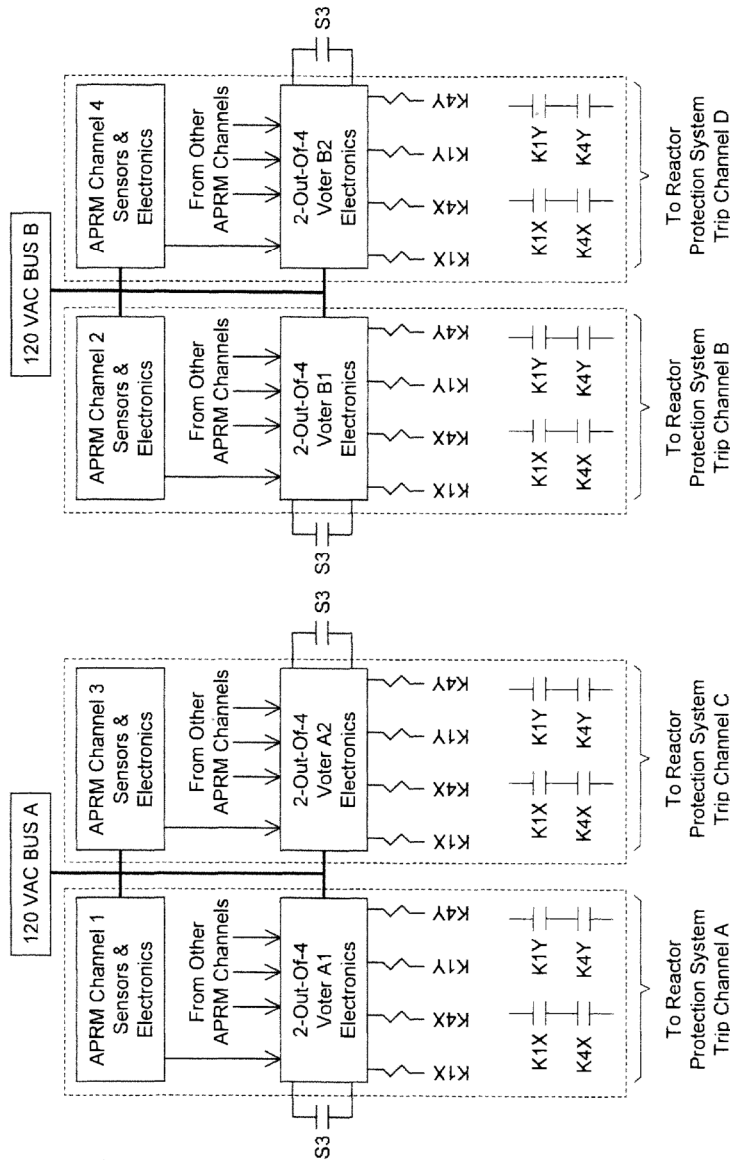 120 VAC BUS A
120 VAC BUS B
APRM Channel 1
Sensors &
Electronics
APRM Channel 3
Sensors &
Electronics
APRM Channel 2
Sensors &
Electronics
APRM Channel 4
Sensors &
Electronics
From Other
APRM Channels
From Other
APRM Channels
From Other
APRM Channels
From Other
APRM Channels
S3
2-Out-Of-4
Voter A1
Electronics
2-Out-Of-4
Voter A2
Electronics
S3
S3
2-Out-Of-4
Voter B1
Electronics
2-Out-Of-4
Voter B2
Electronics
S3
K1X
K4X
K1Y
K4Y
K1X
K4X
K1Y
K4Y
K1X
K4X
K1Y
K4Y
K1X
K4X
K1Y
K4Y
K1X
K1Y
K4X
K4Y
K1X
K1Y
K4X
K4Y
K1X
K1Y
K4X
K4Y
K1X
K1Y
K4X
K4Y
To Reactor
Protection System
Trip Channel A
To Reactor
Protection System
Trip Channel C
To Reactor
Protection System
Trip Channel B
To Reactor
Protection System
Trip Channel D